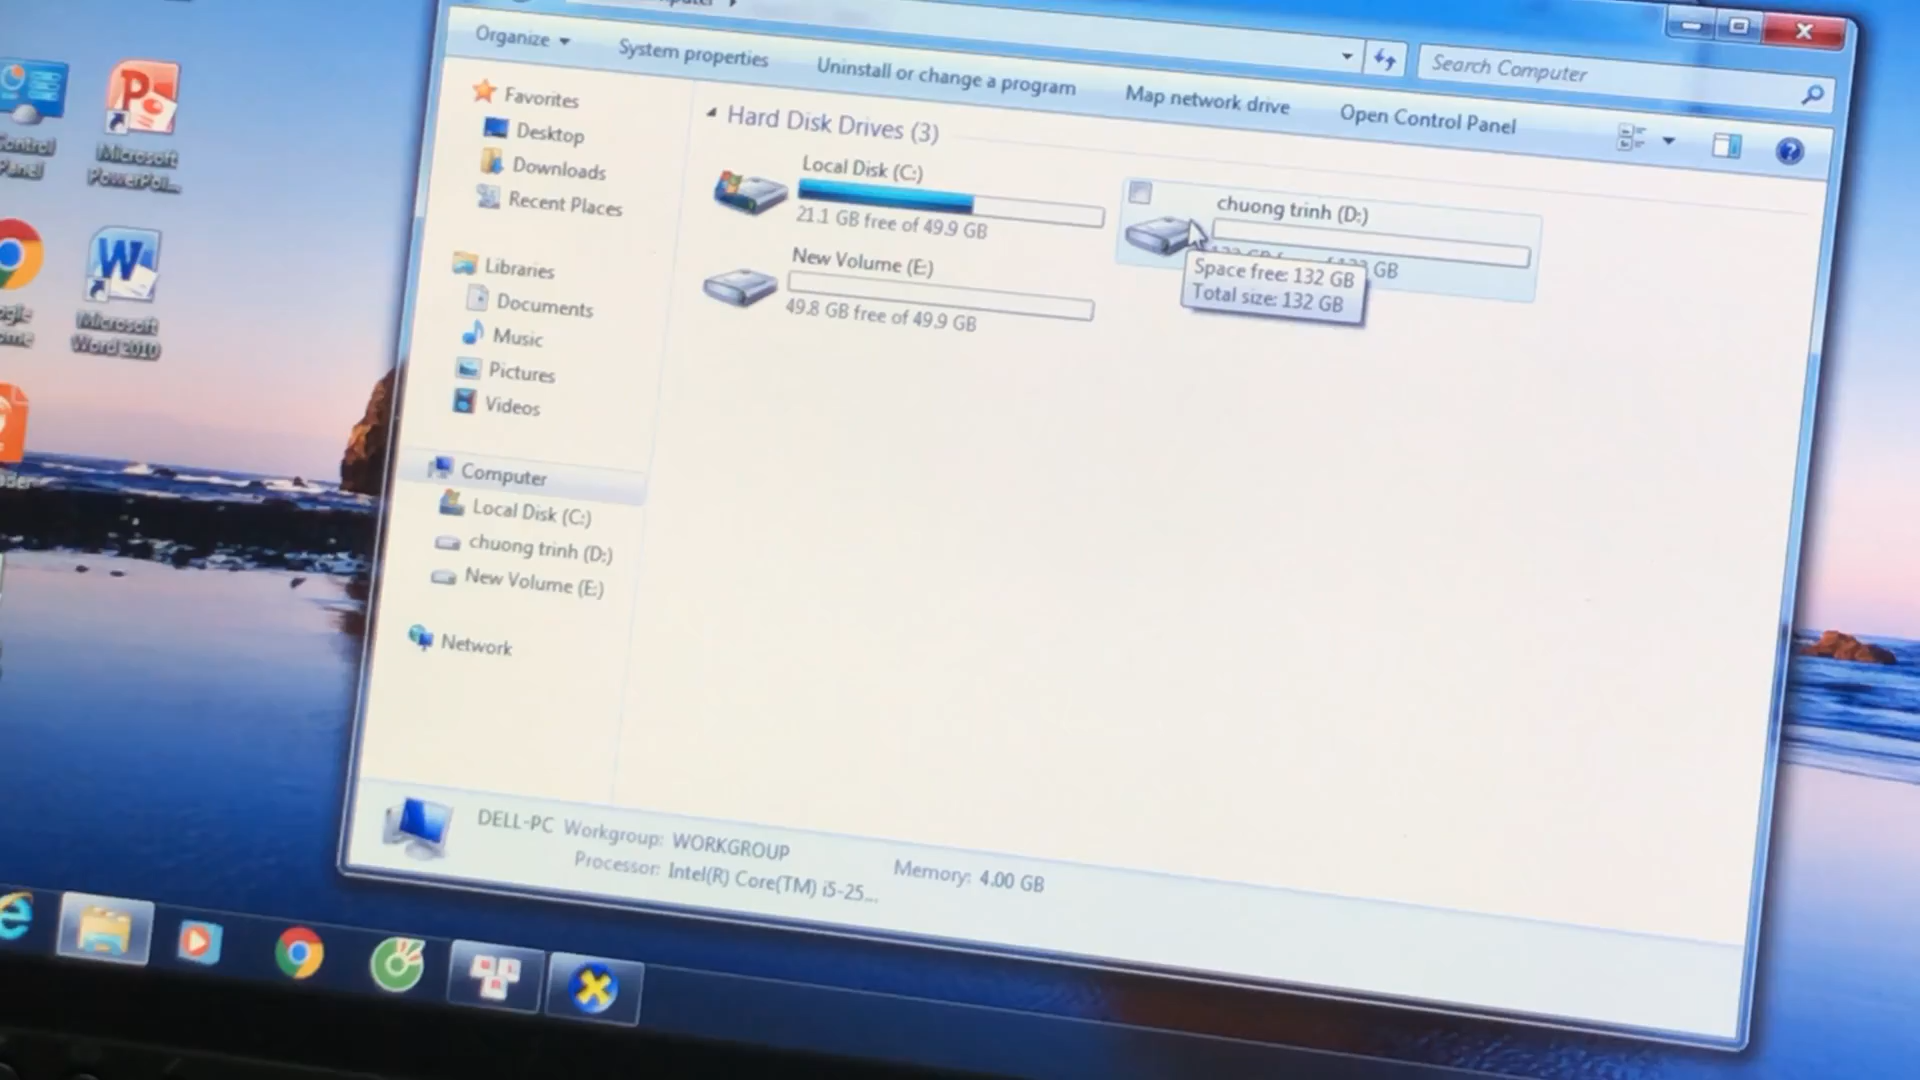 Organize
System properties
Uninstall or change a program
Map network drive
Open Control Panel
Search Computer
Favorites
Desktop
Downloads
Recent Places
Libraries
Documents
Music
Pictures
Videos
Computer
Local Disk (C:)
chuong trinh (D:)
New Volume (E:)
Network
Hard Disk Drives (3)
Local Disk (C:)
21.1 GB free of 49.9 GB
chuong trinh (D:)
GB
Space free: 132 GB
Total size: 132 GB
New Volume (E:)
49.8 GB free of 49.9 GB
DELL-PC Workgroup: WORKGROUP
Processor: Intel(R) Core(TM) i5-25...
Memory: 4.00 GB
Microsoft
PowerPoi...
Microsoft
Word 2010